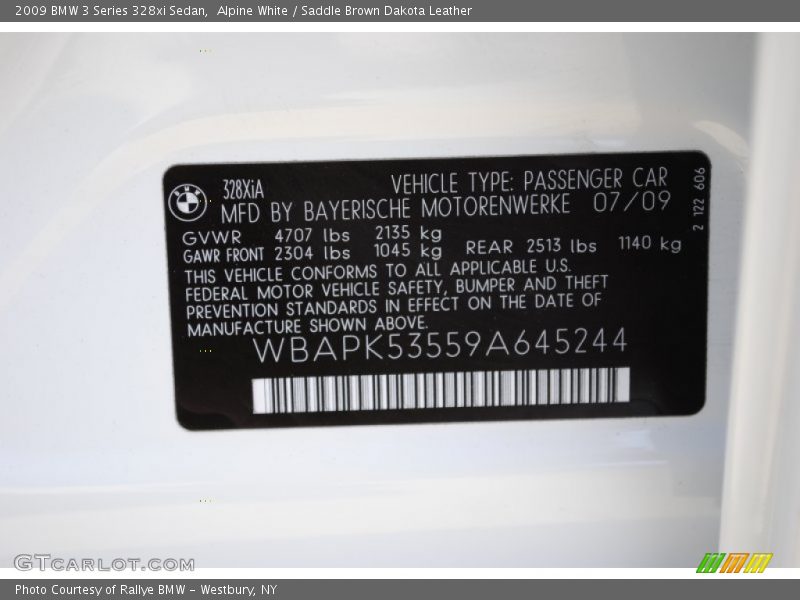 2009 BMW 3 Series 328xi Sedan,  Alpine White / Saddle Brown Dakota Leather
328XiA
VEHICLE TYPE: PASSENGER CAR
MFD BY BAYERISCHE MOTORENWERKE 07/09
GVWR 4707 lbs 2135 kg
GAWR FRONT 2304 lbs 1045 kg REAR 2513 lbs 1140 kg
THIS VEHICLE CONFORMS TO ALL APPLICABLE U.S.
FEDERAL MOTOR VEHICLE SAFETY, BUMPER AND THEFT
PREVENTION STANDARDS IN EFFECT ON THE DATE OF
MANUFACTURE SHOWN ABOVE.
WBAPK53559A645244
2 122 606
GTCARLOT.COM
Photo Courtesy of Rallye BMW - Westbury, NY